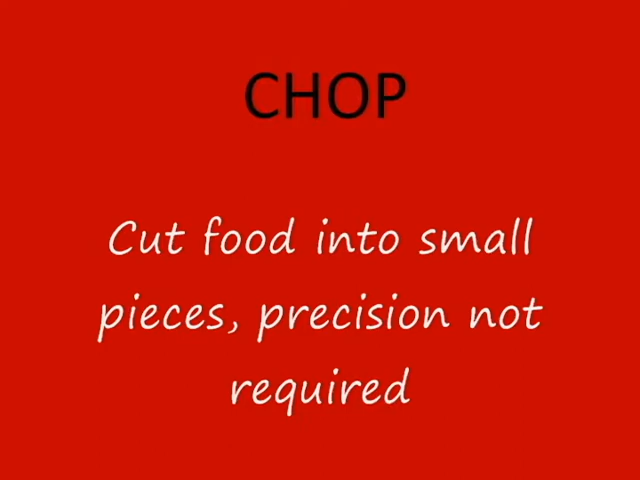 CHOP
Cut food into small
pieces, precision not
required